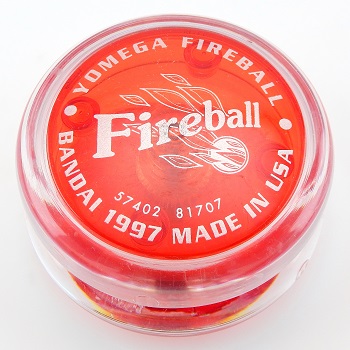 YOMEGA FIREBALL
Fireball
57402 81707
BANDAI 1997 MADE IN USA